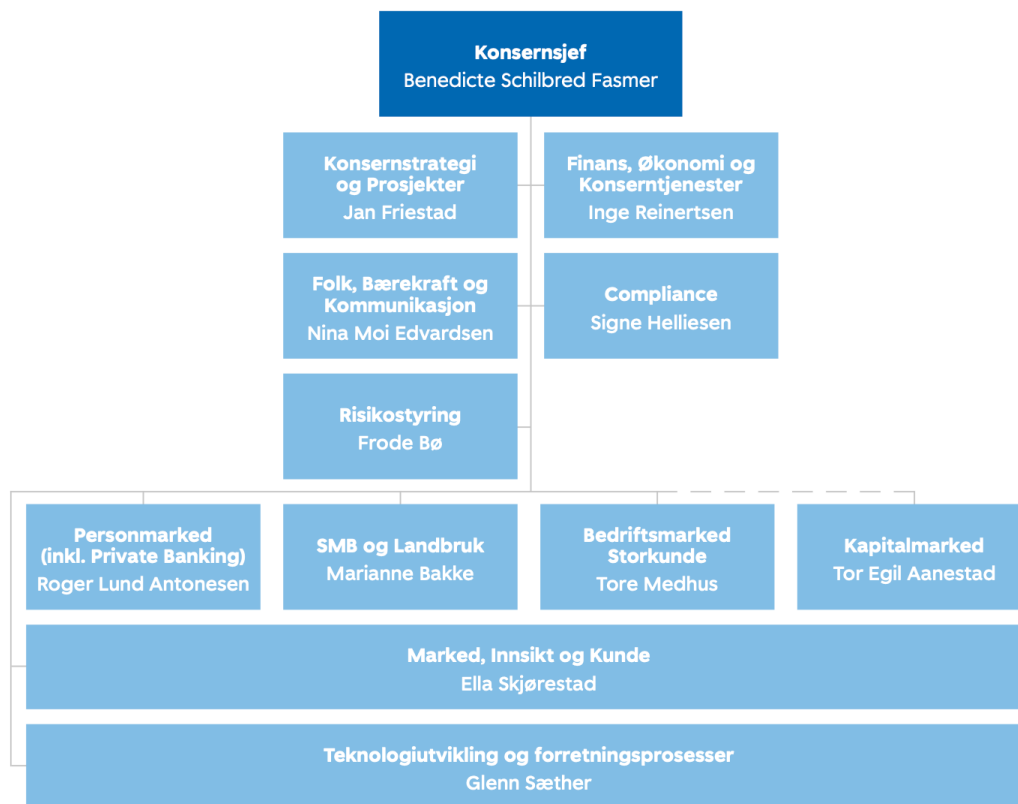 Konsernsjef
Benedicte Schilbred Fasmer
Konsernstrategi
og Prosjekter
Jan Friestad
Finans, Økonomi og
Konserntjenester
Inge Reinertsen
Folk, Bærekraft og
Kommunikasjon
Nina Moi Edvardsen
Compliance
Signe Helliesen
Risikostyring
Frode Bø
Personmarked
(inkl. Private Banking)
Roger Lund Antonesen
SMB og Landbruk
Marianne Bakke
Bedriftsmarked
Storkunde
Tore Medhus
Kapitalmarked
Tor Egil Aanestad
Marked, Innsikt og Kunde
Ella Skjørestad
Teknologiutvikling og forretningsprosesser
Glenn Sæther